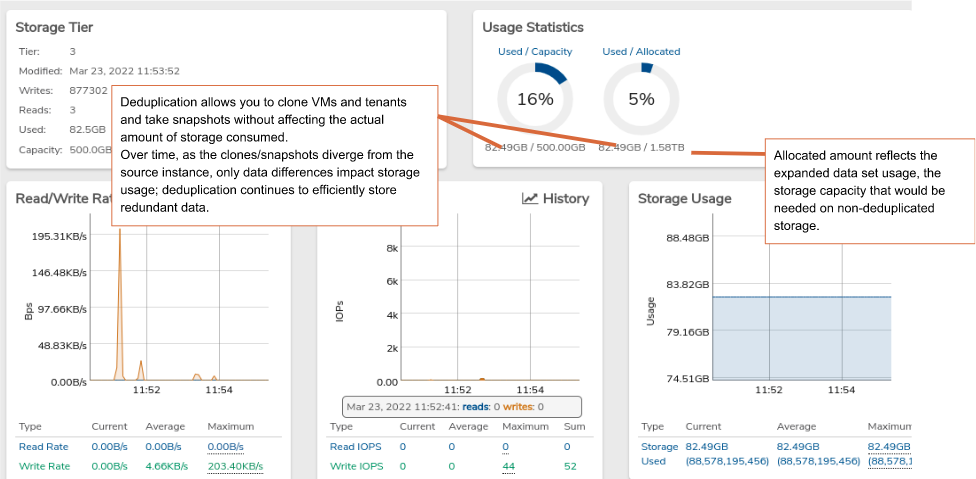 Storage Tier
Tier: 3
Modified: Mar 23, 2022 11:53:52
Writes: 877302
Reads: 3
Used: 82.5GB
Capacity: 500.0GB
Deduplication allows you to clone VMs and tenants
and take snapshots without affecting the actual
amount of storage consumed.
Over time, as the clones/snapshots diverge from the
source instance, only data differences impact storage
usage; deduplication continues to efficiently store
redundant data.
Usage Statistics
Used / Capacity Used / Allocated
16% 5%
82.49GB / 500.00GB 82.49GB / 1.58TB
Allocated amount reflects the
expanded data set usage, the
storage capacity that would be
needed on non-deduplicated
storage.
Read/Write
195.31KB/s
146.48KB/s
97.66KB/s
48.83KB/s
0.00B/s
Bps
11:52 11:54
Type Current Average Maximum
Read Rate 0.00B/s 0.00B/s 0.00B/s
Write Rate 0.00B/s 4.66KB/s 203.40KB/s
History
8k
6k
4k
2k
0.00
IOPs
11:52 11:54
Mar 23, 2022 11:52:41: reads: 0 writes: 0
Type Current Average Maximum Sum
Read IOPS 0 0 0 0
Write IOPS 0 0 44 52
Storage Usage
88.48GB
83.82GB
79.16GB
74.51GB
Usage
11:52 11:54
Type Current Average Maximum
Storage 82.49GB 82.49GB 82.49GB
Used (88,578,195,456) (88,578,195,456) (88,578,1